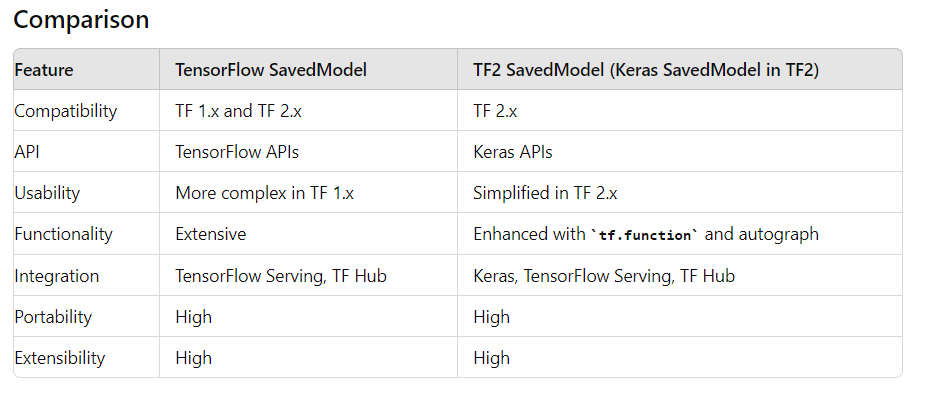 Comparison
Feature TensorFlow SavedModel TF2 SavedModel (Keras SavedModel in TF2)
Compatibility TF 1.x and TF 2.x TF 2.x
API TensorFlow APIs Keras APIs
Usability More complex in TF 1.x Simplified in TF 2.x
Functionality Extensive Enhanced with `tf.function` and autograph
Integration TensorFlow Serving, TF Hub Keras, TensorFlow Serving, TF Hub
Portability High High
Extensibility High High